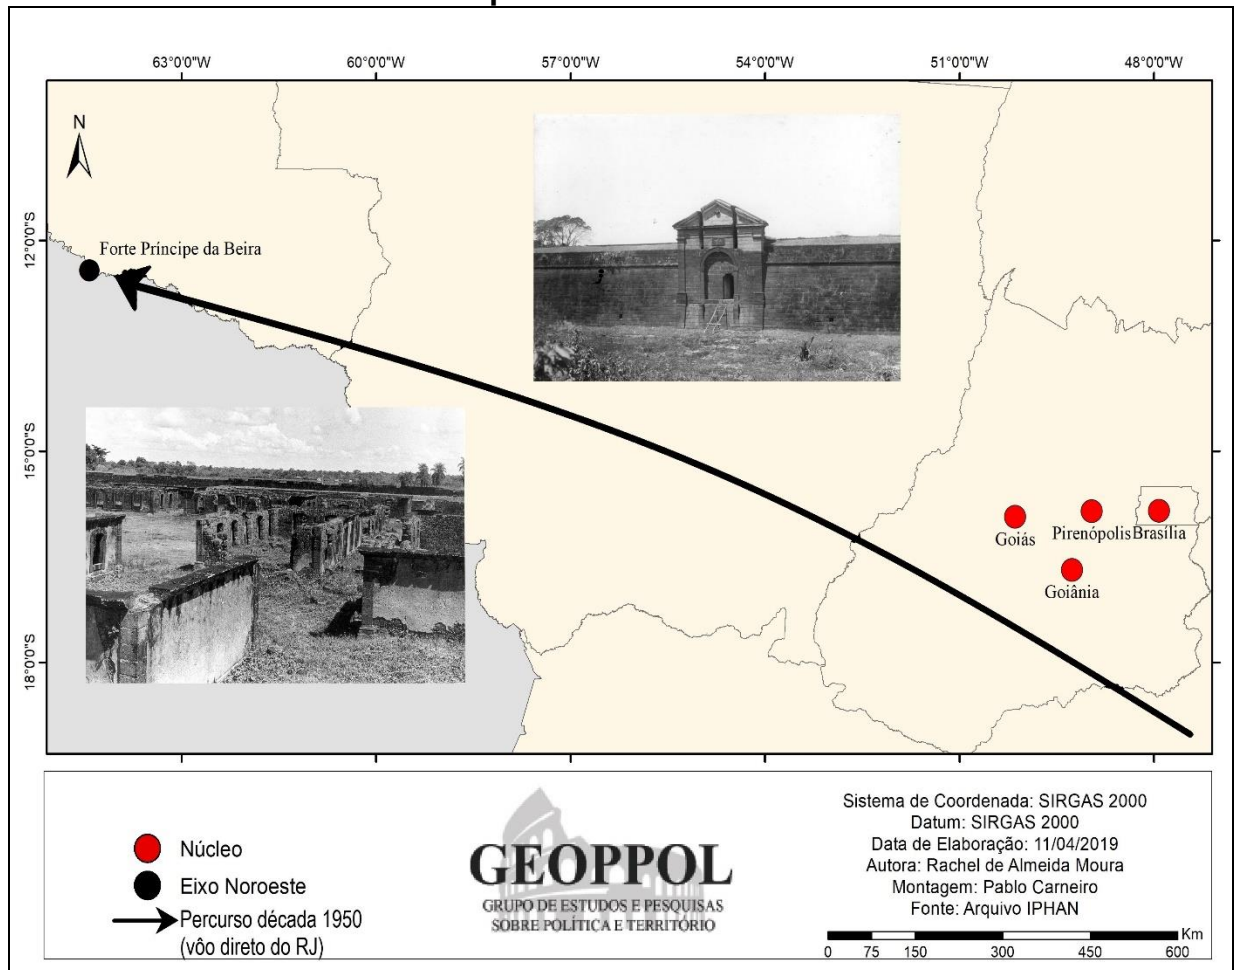 63°0'0"W 60°0'0"W 57°0'0"W 54°0'0"W 51°0'0"W 48°0'0"W
N
12°0'0"S
15°0'0"S
18°0'0"S
Forte Príncipe da Beira
Goiás
Pirenópolis
Brasília
Goiânia
Núcleo
Eixo Noroeste
Percurso década 1950
(vôo direto do RJ)
GEOPPOL
GRUPO DE ESTUDOS E PESQUISAS
SOBRE POLÍTICA E TERRITÓRIO
Sistema de Coordenada: SIRGAS 2000
Datum: SIRGAS 2000
Data de Elaboração: 11/04/2019
Autora: Rachel de Almeida Moura
Montagem: Pablo Carneiro
Fonte: Arquivo IPHAN
Km
0 75 150 300 450 600